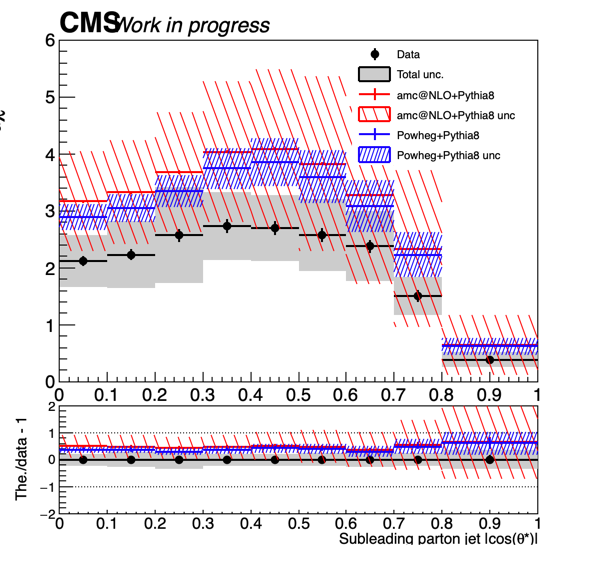 CMS Work in progress
6
5
4
3
2
1
0
Data
Total unc.
amc@NLO+Pythia8
amc@NLO+Pythia8 unc
Powheg+Pythia8
Powheg+Pythia8 unc
0 0.1 0.2 0.3 0.4 0.5 0.6 0.7 0.8 0.9 1
The./data - 1
2
1
0
−1
−2
0 0.1 0.2 0.3 0.4 0.5 0.6 0.7 0.8 0.9 1
Subleading parton jet |cos(θ*)|